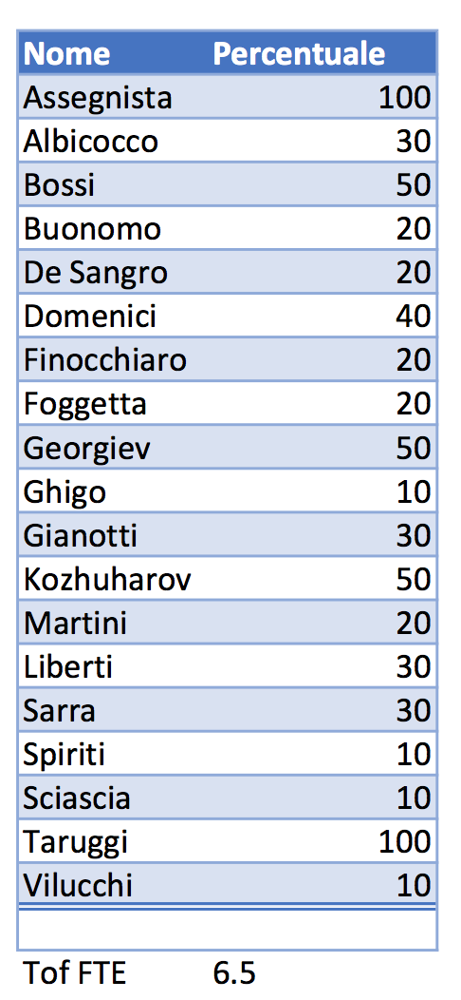 Nome Percentuale
Assegnista 100
Albicocco 30
Bossi 50
Buonomo 20
De Sangro 20
Domenici 40
Finocchiaro 20
Foggetta 20
Georgiev 50
Ghigo 10
Gianotti 30
Kozhuharov 50
Martini 20
Liberti 30
Sarra 30
Spiriti 10
Sciascia 10
Taruggi 100
Vilucchi 10
Tof FTE 6.5